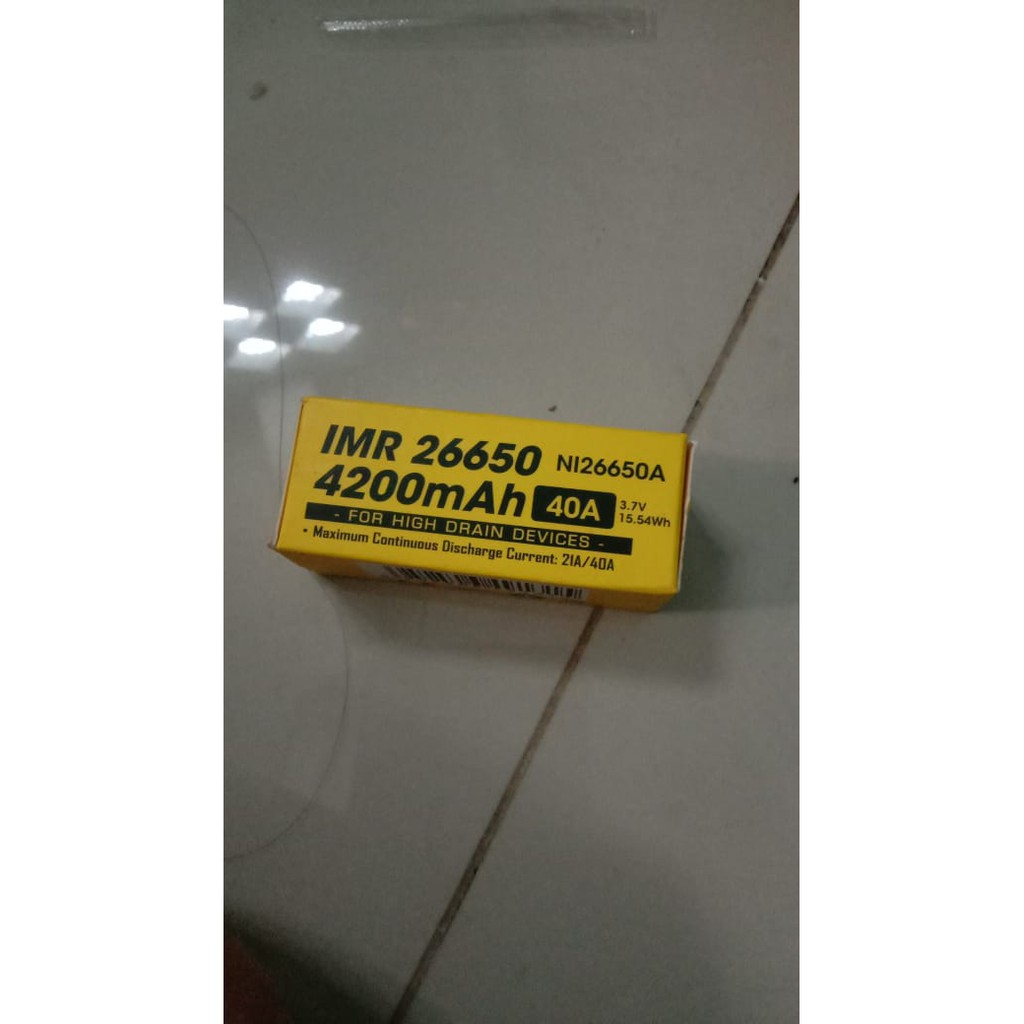 IMR 26650 NI26650A
4200mAh 40A 3.7V
15.54Wh
- FOR HIGH DRAIN DEVICES -
• Maximum Continuous Discharge Current: 21A/40A